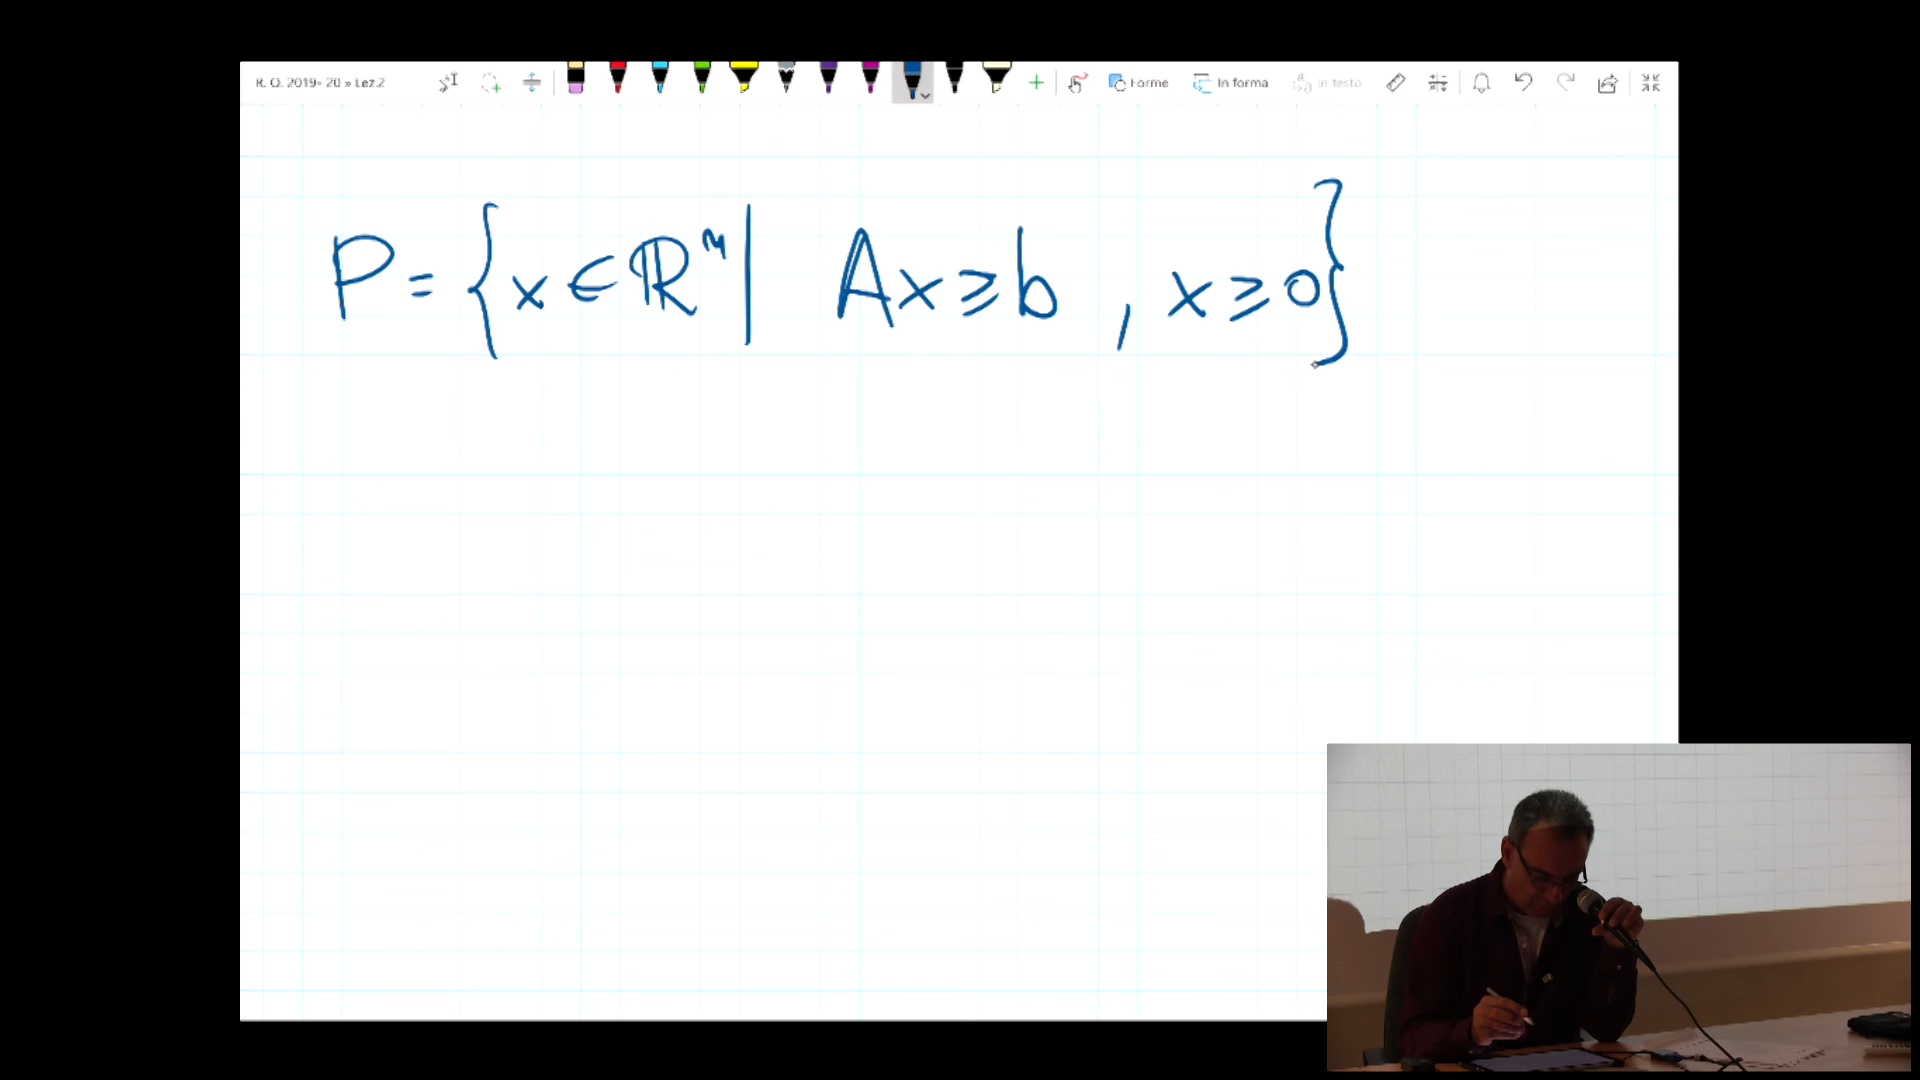 R. O. 2019-20 » Lez.2 Forme In forma In testo
P = { x ∈ ℝⁿ | Ax ≥ b , x ≥ 0 }